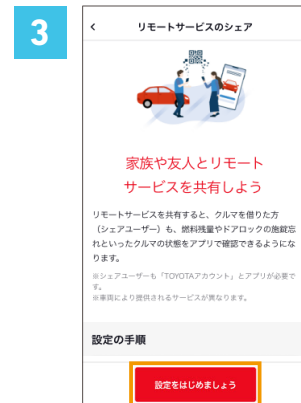 3
リモートサービスのシェア
家族や友人とリモート
サービスを共有しよう
リモートサービスを共有すると、クルマを借りた方
（シェアユーザー）も、燃料残量やドアロックの施錠忘
れといったクルマの状態をアプリで確認できるようにな
ります。
※シェアユーザーも「TOYOTAアカウント」とアプリが必要で
す。
※車両により提供されるサービスが異なります。
設定の手順
設定をはじめましょう